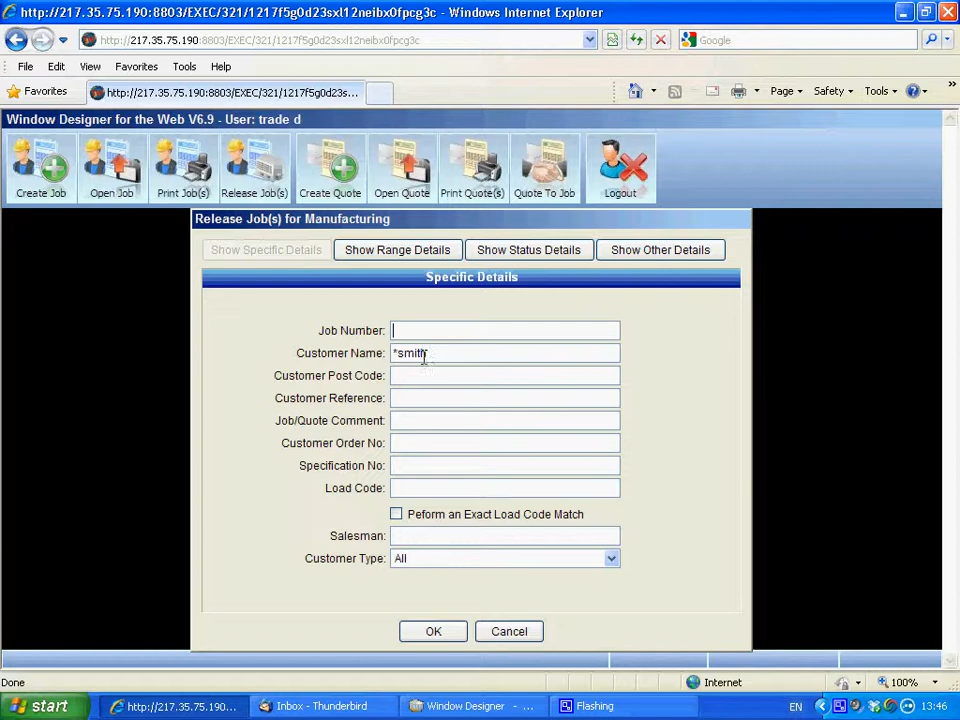 http://217.35.75.190:8803/EXEC/321/1217f5g0d23sxl12neibx0fpcg3c - Windows Internet Explorer
http://217.35.75.190:8803/EXEC/321/1217f5g0d23sxl12neibx0fpcg3c
Google
File Edit View Favorites Tools Help
Favorites
http://217.35.75.190:8803/EXEC/321/1217f5g0d23s...
Page Safety Tools
Window Designer for the Web V6.9 - User: trade d
Create Job Open Job Print Job(s) Release Job(s) Create Quote Open Quote Print Quote(s) Quote To Job Logout
Release Job(s) for Manufacturing
Show Specific Details Show Range Details Show Status Details Show Other Details
Specific Details
Job Number:
Customer Name: *smith
Customer Post Code:
Customer Reference:
Job/Quote Comment:
Customer Order No:
Specification No:
Load Code:
Peform an Exact Load Code Match
Salesman:
Customer Type: All
OK Cancel
Done Internet 100%
start http://217.35.75.190... Inbox - Thunderbird Window Designer - ... Flashing EN 13:46